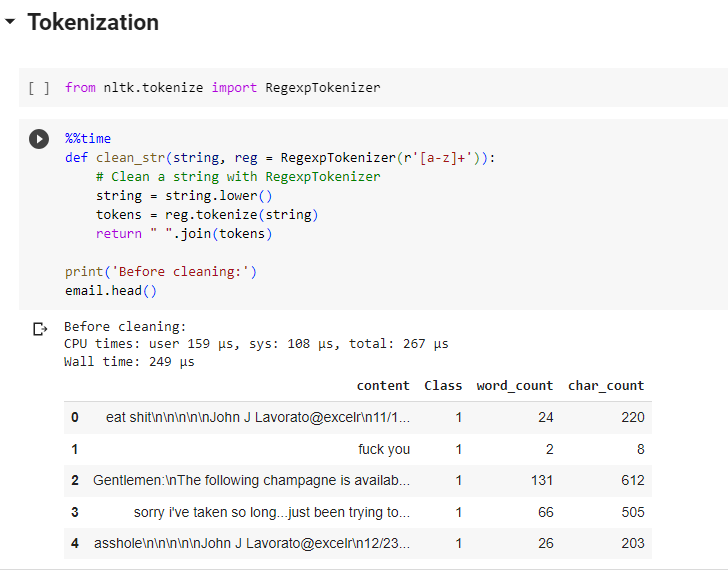 Tokenization
[ ] from nltk.tokenize import RegexpTokenizer
%%time
def clean_str(string, reg = RegexpTokenizer(r'[a-z]+')):
    # Clean a string with RegexpTokenizer
    string = string.lower()
    tokens = reg.tokenize(string)
    return " ".join(tokens)
print('Before cleaning:')
email.head()
Before cleaning:
CPU times: user 159 µs, sys: 108 µs, total: 267 µs
Wall time: 249 µs
content Class word_count char_count
0 eat shit\n\n\n\n\nJohn J Lavorato@excelr\n11/1... 1 24 220
1 fuck you 1 2 8
2 Gentlemen:\nThe following champagne is availab... 1 131 612
3 sorry i've taken so long...just been trying to... 1 66 505
4 asshole\n\n\n\n\nJohn J Lavorato@excelr\n12/23... 1 26 203